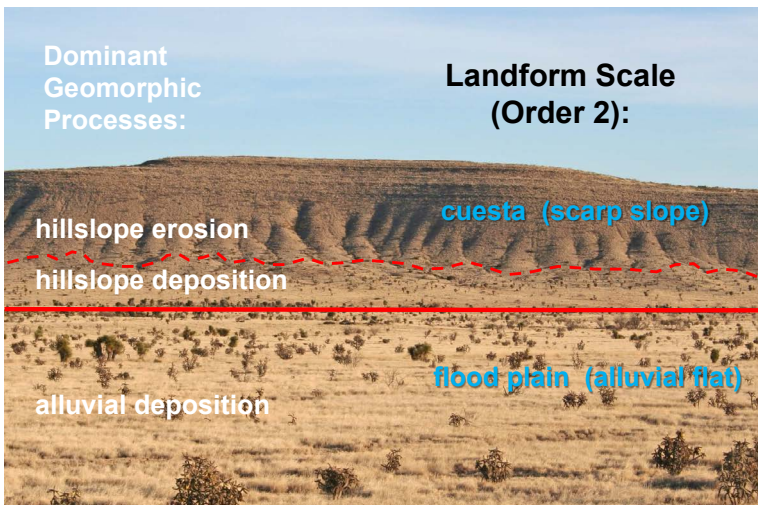 Dominant
Geomorphic
Processes:
Landform Scale
(Order 2):
cuesta (scarp slope)
hillslope erosion
hillslope deposition
flood plain (alluvial flat)
alluvial deposition